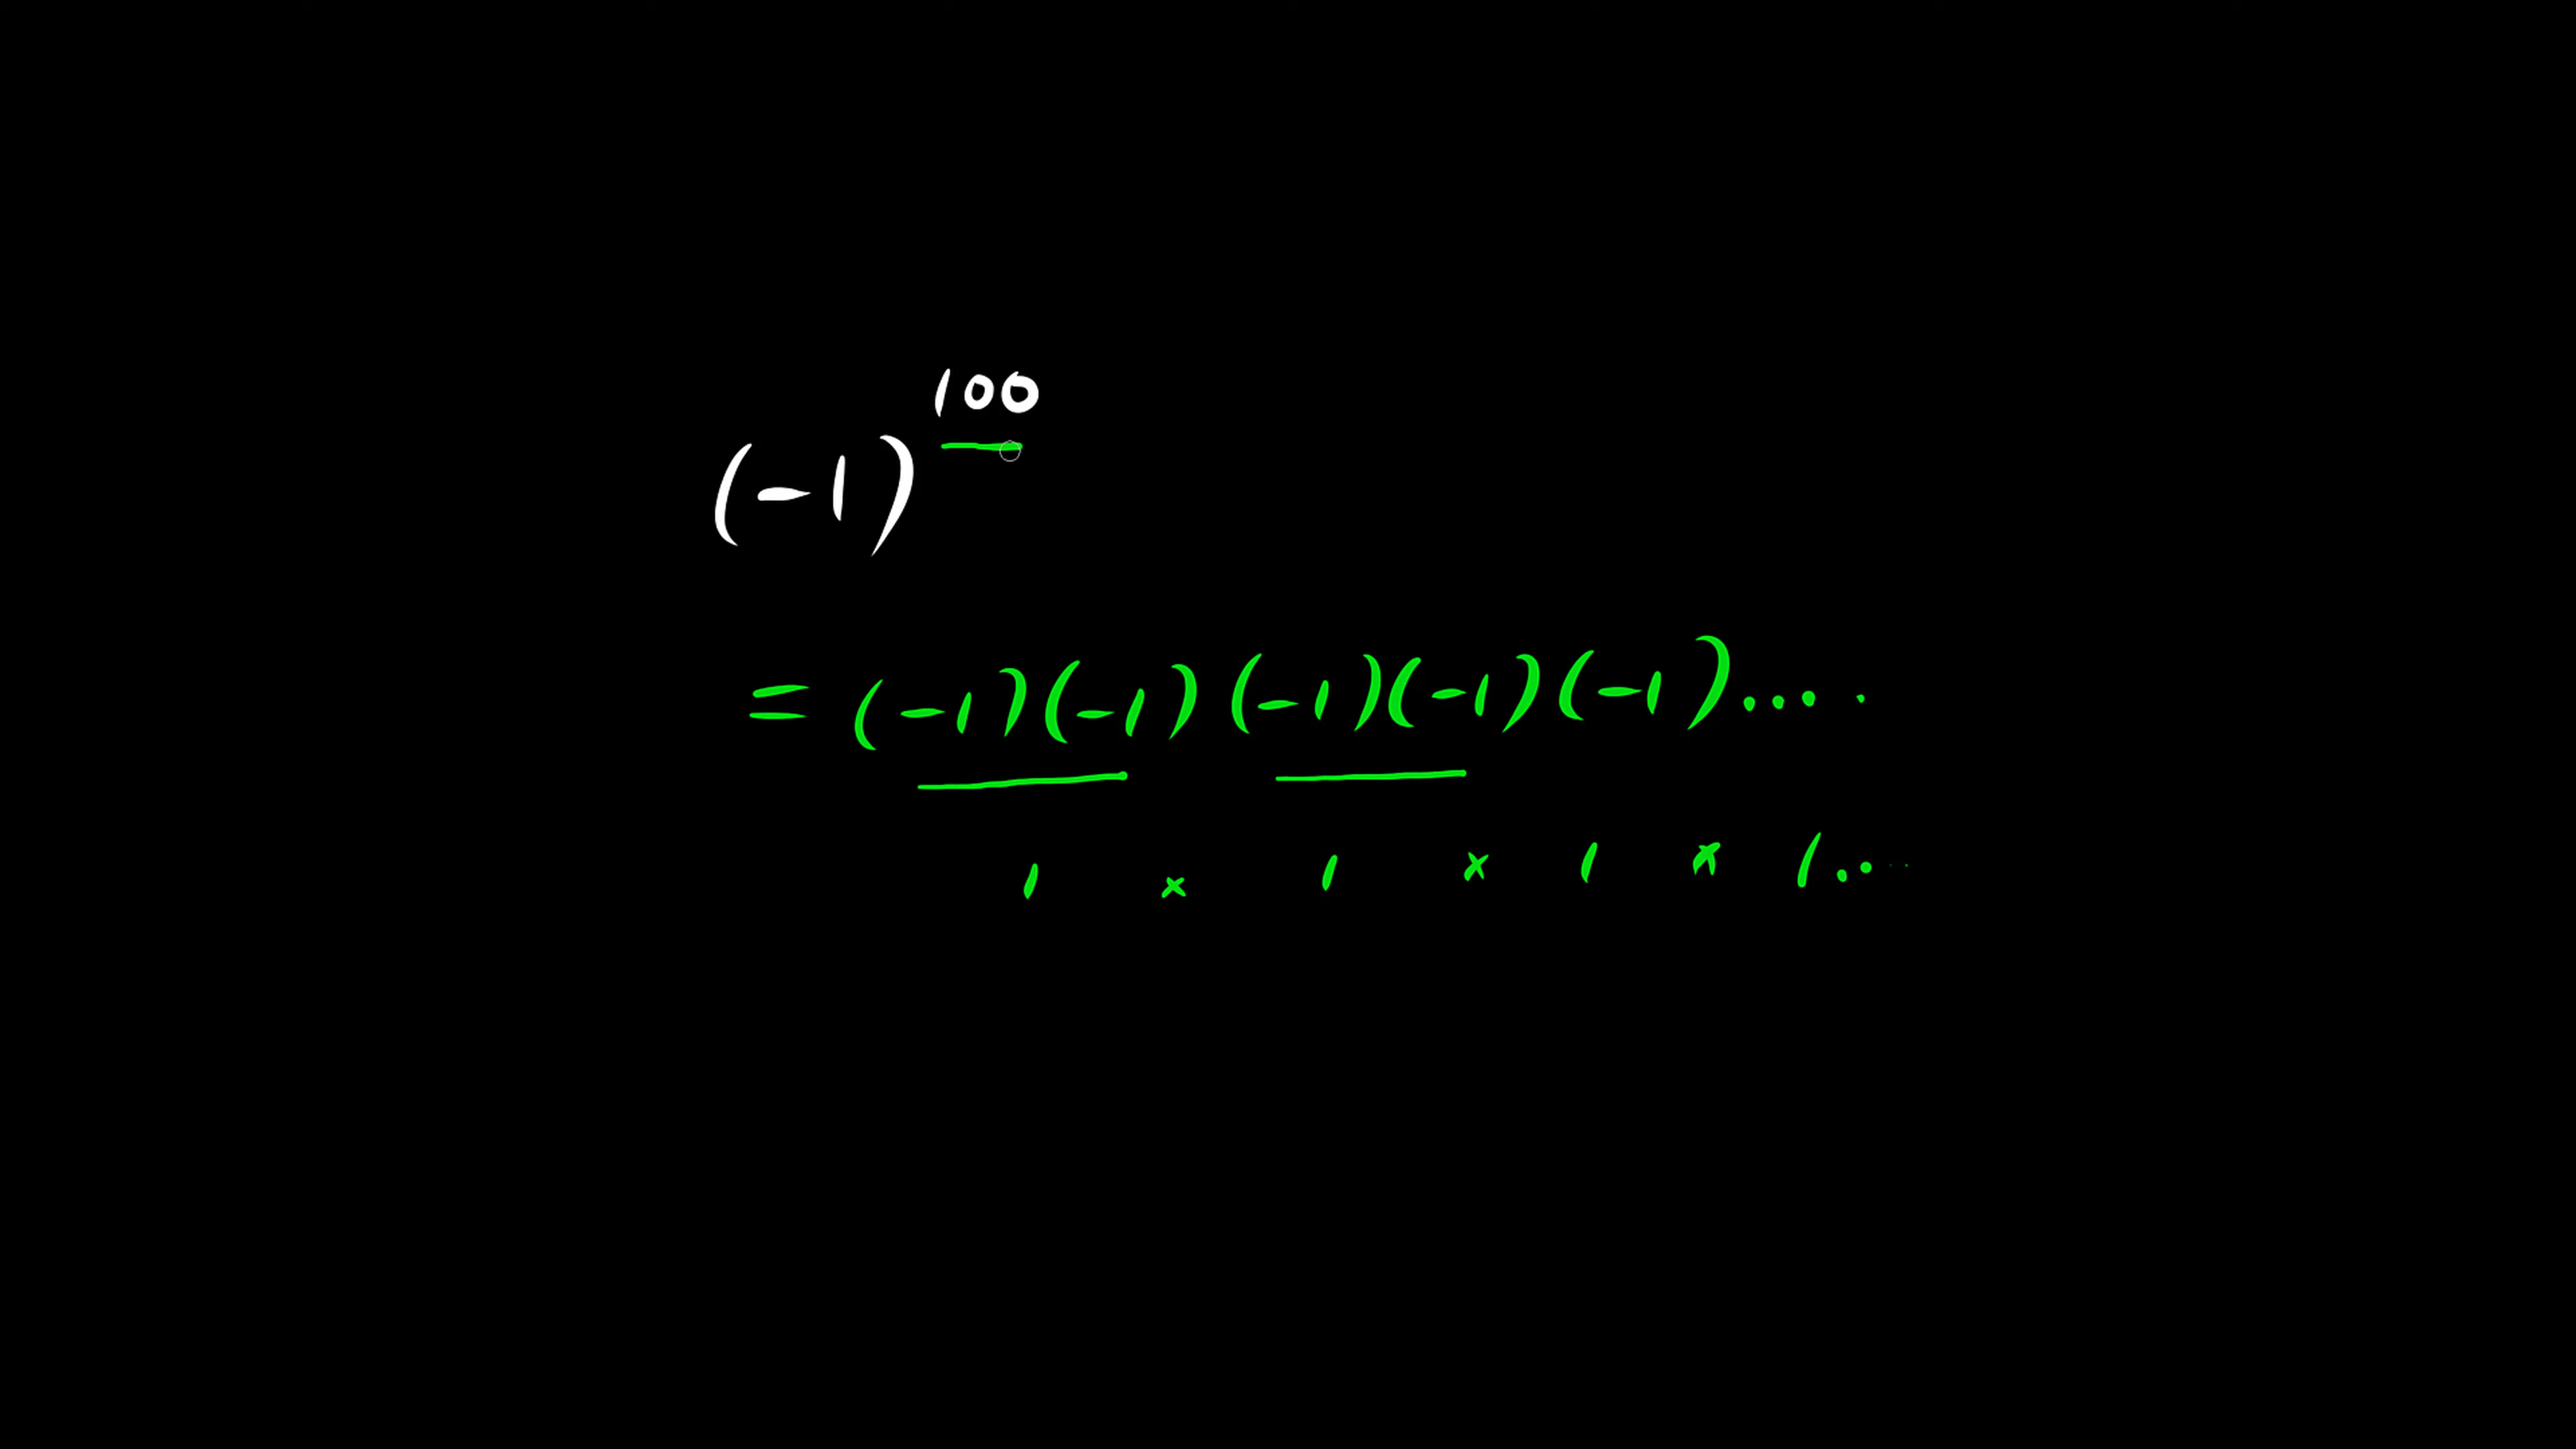 (-1)^100
= (-1)(-1)(-1)(-1)(-1).... .
1 × 1 × 1 × 1....